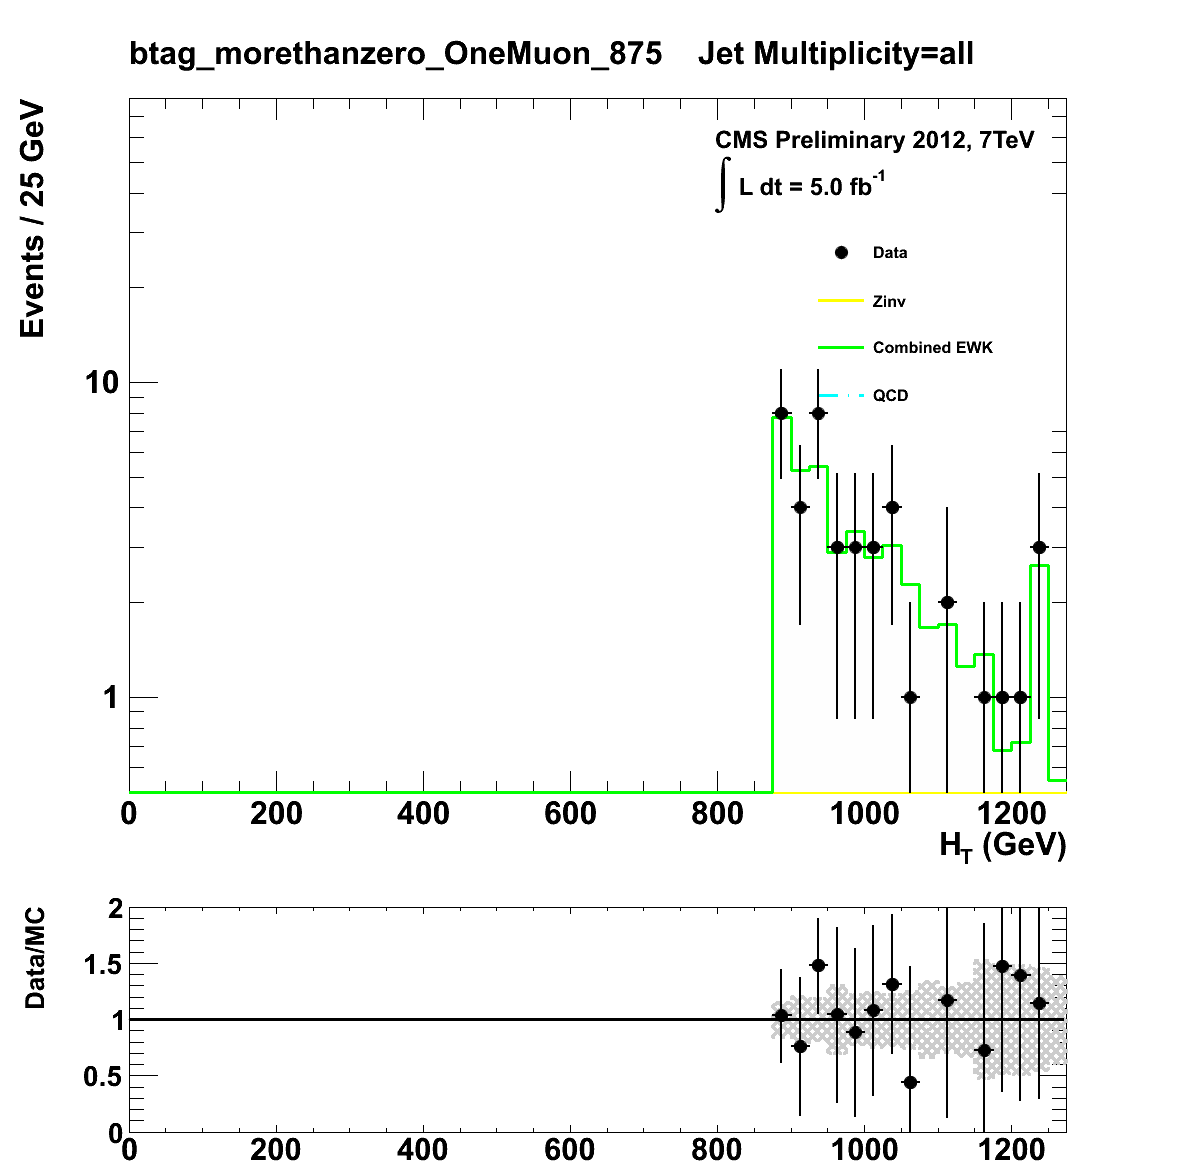 btag_morethanzero_OneMuon_875 Jet Multiplicity=all
Events / 25 GeV
CMS Preliminary 2012, 7TeV
∫ L dt = 5.0 fb⁻¹
Data
Zinv
Combined EWK
QCD
10
1
0 200 400 600 800 1000 1200
H_T (GeV)
Data/MC
2
1.5
1
0.5
0
0 200 400 600 800 1000 1200